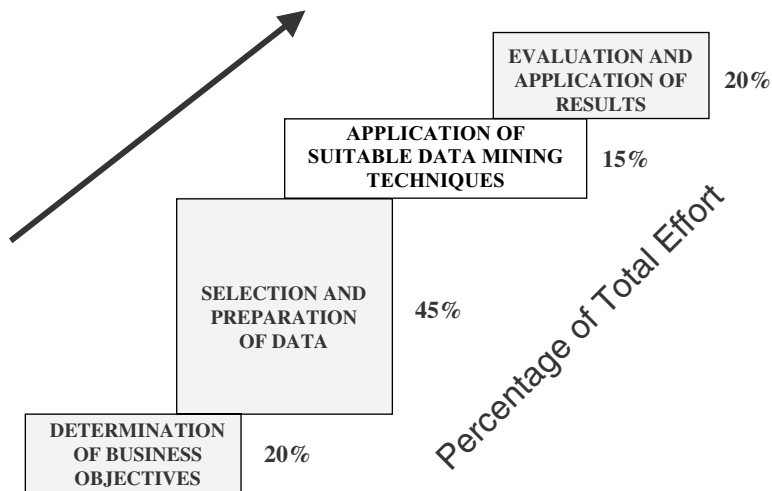 EVALUATION AND
APPLICATION OF
RESULTS
20%
APPLICATION OF
SUITABLE DATA MINING
TECHNIQUES
15%
SELECTION AND
PREPARATION
OF DATA
45%
DETERMINATION
OF BUSINESS
OBJECTIVES
20%
Percentage of Total Effort